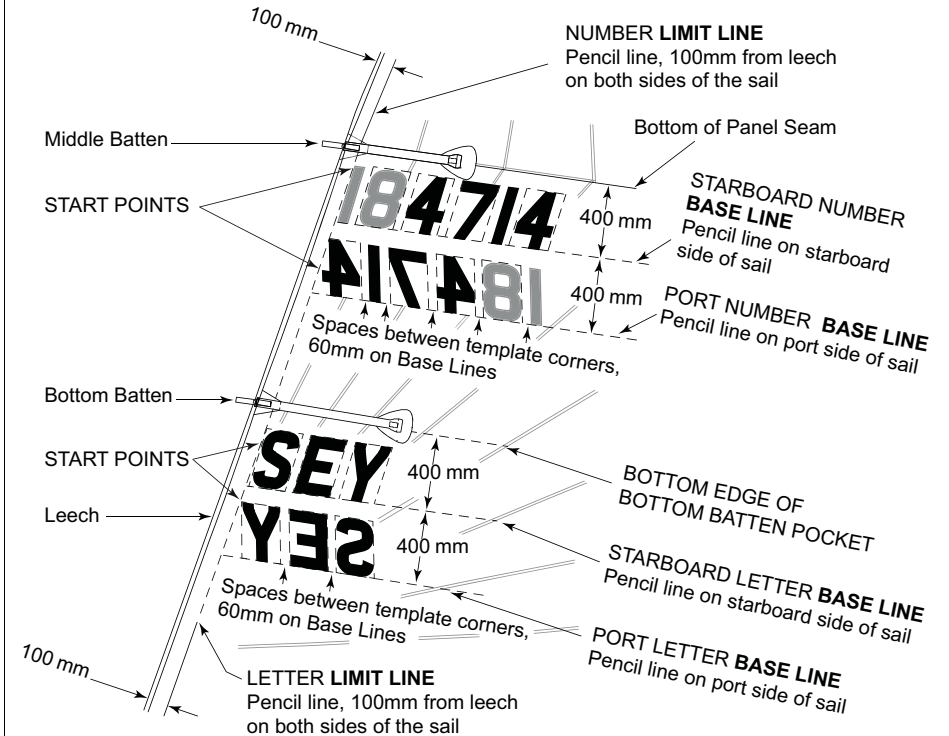 100 mm
NUMBER LIMIT LINE
Pencil line, 100mm from leech
on both sides of the sail
Middle Batten
Bottom of Panel Seam
START POINTS
184714
400 mm
STARBOARD NUMBER
BASE LINE
Pencil line on starboard
side of sail
184714
400 mm
PORT NUMBER BASE LINE
Pencil line on port side of sail
Spaces between template corners,
60mm on Base Lines
Bottom Batten
START POINTS
SEY
400 mm
BOTTOM EDGE OF
BOTTOM BATTEN POCKET
Leech
SEY
400 mm
STARBOARD LETTER BASE LINE
Pencil line on starboard side of sail
Spaces between template corners,
60mm on Base Lines
PORT LETTER BASE LINE
Pencil line on port side of sail
100 mm
LETTER LIMIT LINE
Pencil line, 100mm from leech
on both sides of the sail